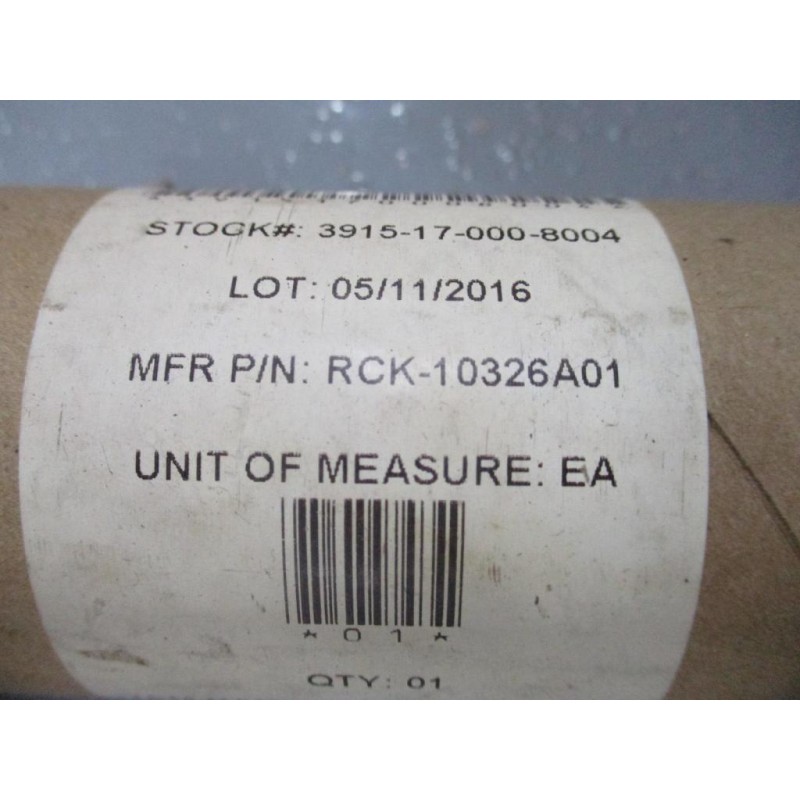 STOCK#: 3915-17-000-8004
LOT: 05/11/2016
MFR P/N: RCK-10326A01
UNIT OF MEASURE: EA
*01*
QTY: 01